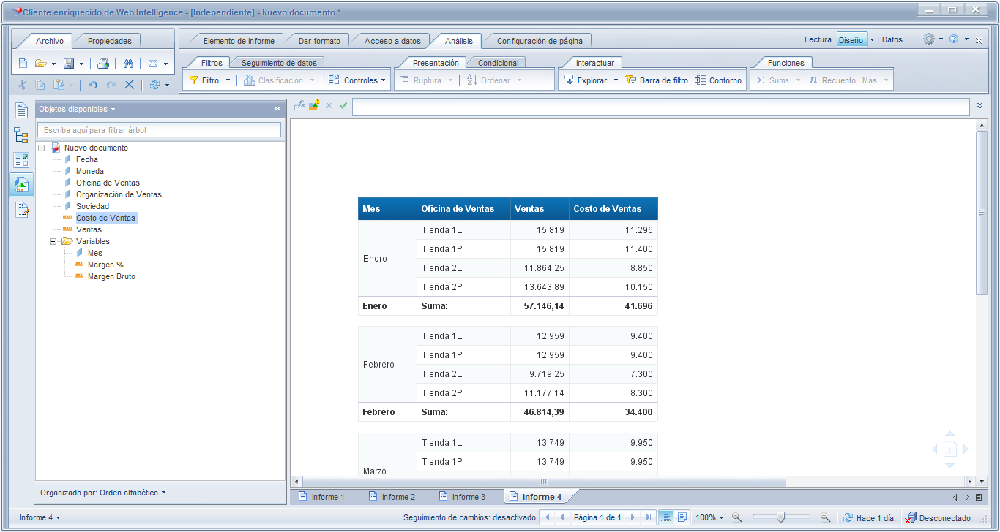 Cliente enriquecido de Web Intelligence - [Independiente] - Nuevo documento *
Archivo Propiedades Elemento de informe Dar formato Acceso a datos Análisis Configuración de página Lectura Diseño Datos
Filtros Seguimiento de datos Presentación Condicional Interactuar Funciones
Filtro Clasificación Controles Ruptura Ordenar Explorar Barra de filtro Contorno Suma n Recuento Más
Objetos disponibles
Escriba aquí para filtrar árbol
Nuevo documento
Fecha
Moneda
Oficina de Ventas
Organización de Ventas
Sociedad
Costo de Ventas
Ventas
Variables
Mes
Margen %
Margen Bruto
Organizado por: Orden alfabético
Mes Oficina de Ventas Ventas Costo de Ventas
Enero
Tienda 1L 15.819 11.296
Tienda 1P 15.819 11.400
Tienda 2L 11.864,25 8.850
Tienda 2P 13.643,89 10.150
Enero Suma: 57.146,14 41.696
Febrero
Tienda 1L 12.959 9.400
Tienda 1P 12.959 9.400
Tienda 2L 9.719,25 7.300
Tienda 2P 11.177,14 8.300
Febrero Suma: 46.814,39 34.400
Marzo
Tienda 1L 13.749 9.950
Tienda 1P 13.749 9.950
Informe 1 Informe 2 Informe 3 Informe 4
Informe 4 Seguimiento de cambios: desactivado Página 1 de 1 100% Hace 1 día. Desconectado